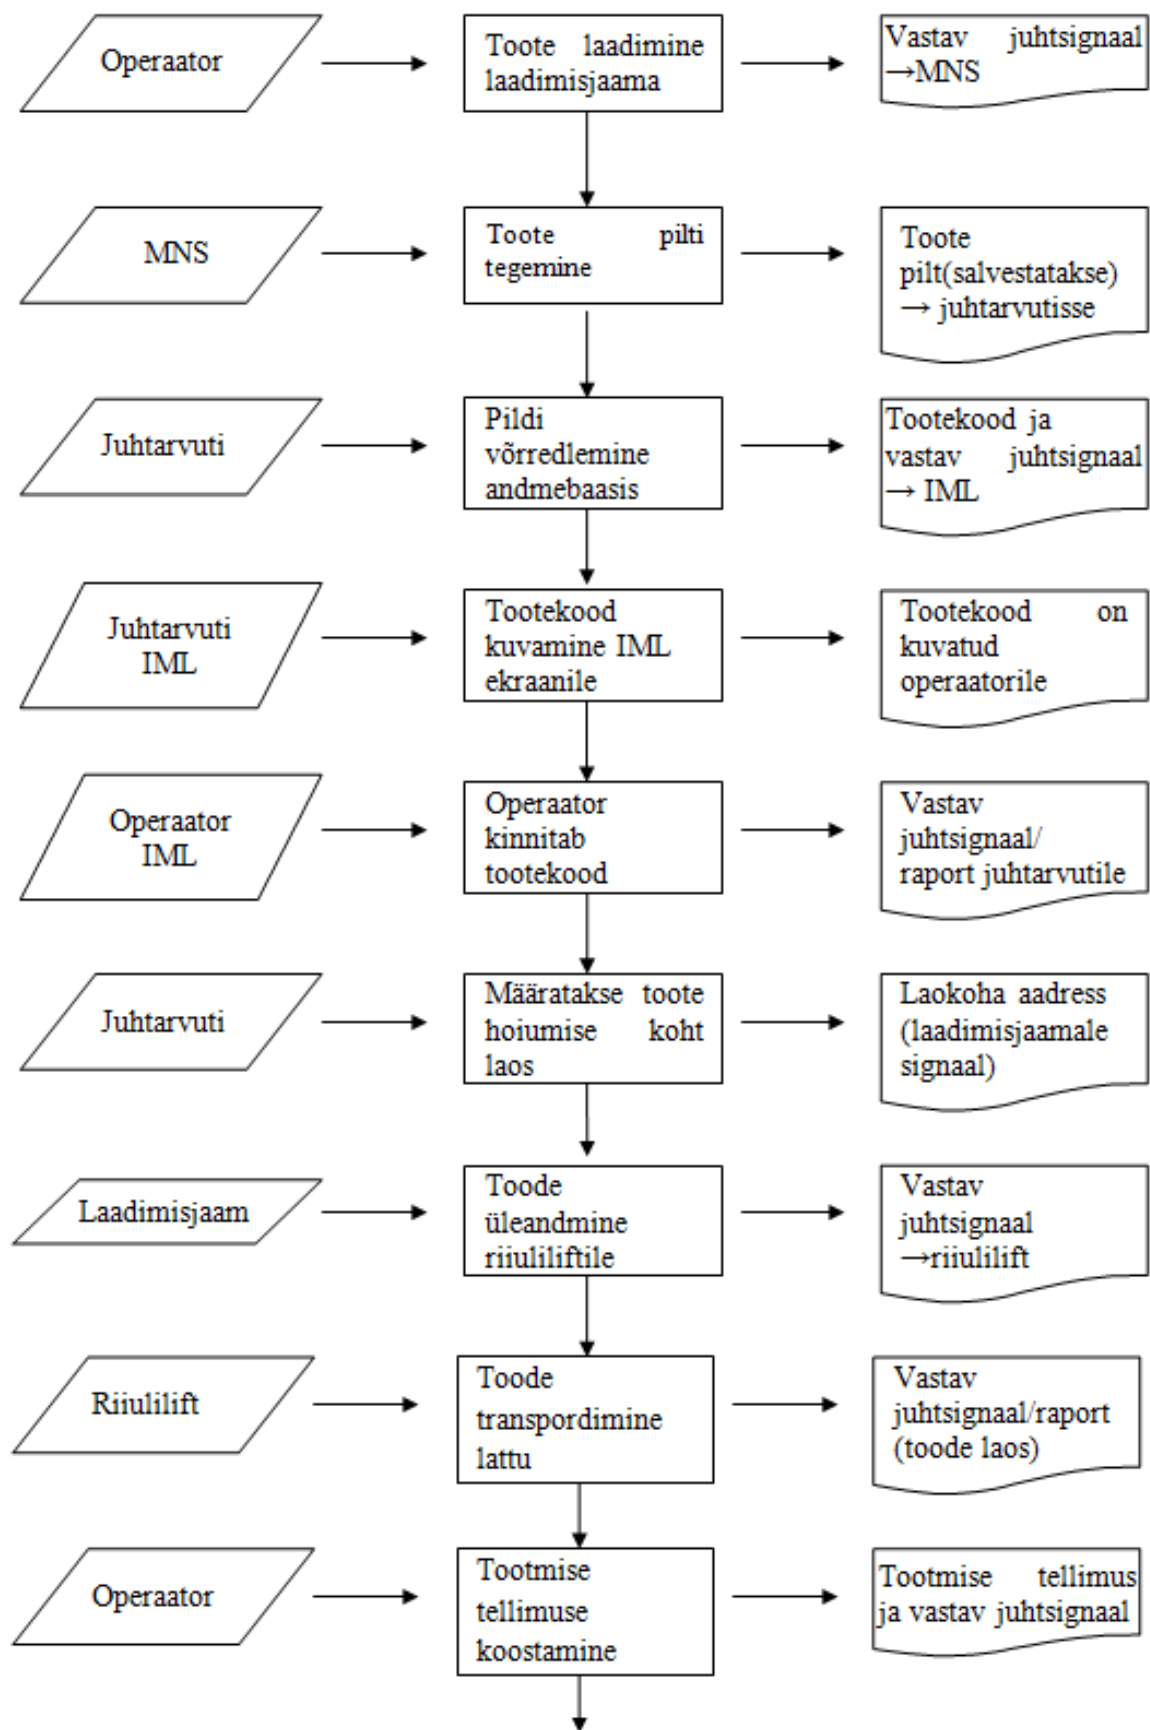 Operaator
Toote laadimine
laadimisjaama
Vastav juhtsignaal
→MNS
MNS
Toote pilti
tegemine
Toote
pilt(salvestatakse)
→ juhtarvutisse
Juhtarvuti
Pildi
võrredlemine
andmebaasis
Tootekood ja
vastav juhtsignaal
→ IML
Juhtarvuti
IML
Tootekood
kuvamine IML
ekraanile
Tootekood on
kuvatud
operaatorile
Operaator
IML
Operaator
kinnitab
tootekood
Vastav
juhtsignaal/
raport juhtarvutile
Juhtarvuti
Määratakse toote
hoiumise koht
laos
Laokoha aadress
(laadimisjaamale
signaal)
Laadimisjaam
Toode
üleandmine
riiuliliftile
Vastav
juhtsignaal
→riiulilift
Riiulilift
Toode
transpordimine
lattu
Vastav
juhtsignaal/raport
(toode laos)
Operaator
Tootmise
tellimuse
koostamine
Tootmise tellimus
ja vastav juhtsignaal